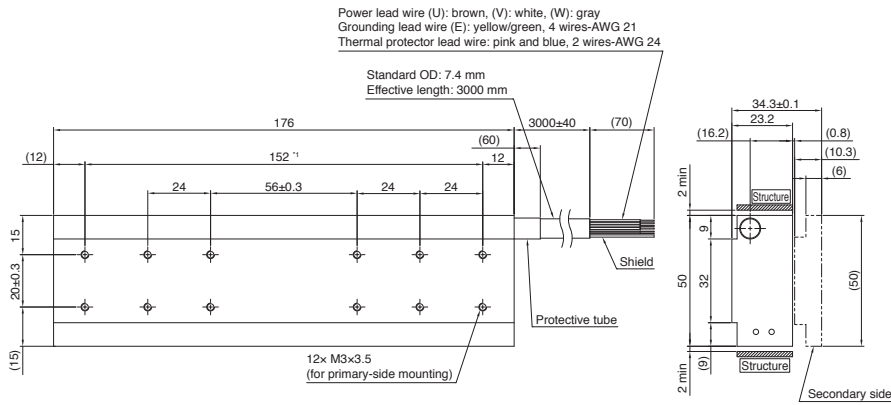 Power lead wire (U): brown, (V): white, (W): gray
Grounding lead wire (E): yellow/green, 4 wires-AWG 21
Thermal protector lead wire: pink and blue, 2 wires-AWG 24
Standard OD: 7.4 mm
Effective length: 3000 mm
176
3000±40
(70)
(60)
(12)
152 *1
12
24
56±0.3
24
24
15
20±0.3
(15)
Shield
Protective tube
12× M3×3.5
(for primary-side mounting)
34.3±0.1
23.2
(16.2)
(0.8)
(10.3)
(6)
2 min
Structure
9
50
32
(50)
(9)
2 min
Structure
Secondary side